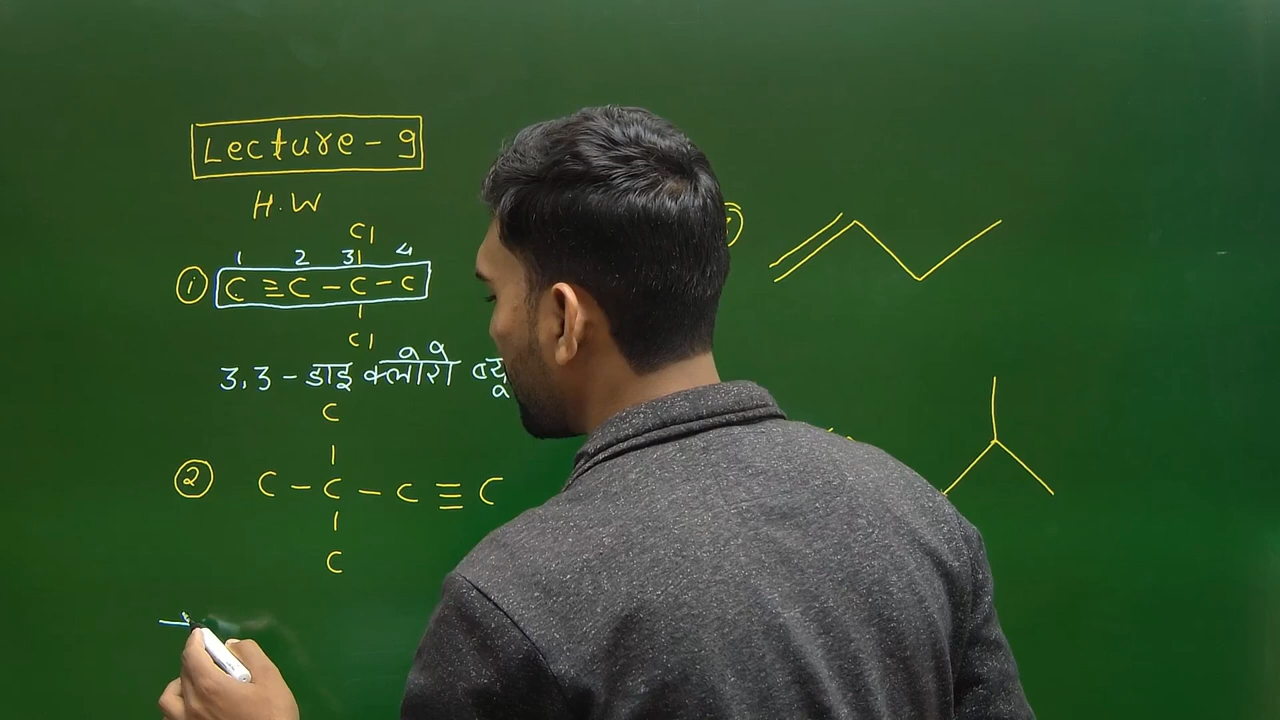 Lecture - 9
H.W
Cl
1 2 3 4
① C ≡ C - C - C
Cl
3,3 - डाइ क्लोरो
C
② C - C - C ≡ C
C